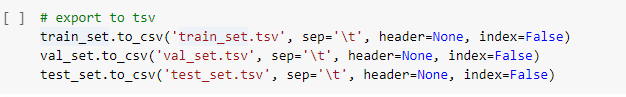 [ ] # export to tsv
train_set.to_csv('train_set.tsv', sep='\t', header=None, index=False)
val_set.to_csv('val_set.tsv', sep='\t', header=None, index=False)
test_set.to_csv('test_set.tsv', sep='\t', header=None, index=False)